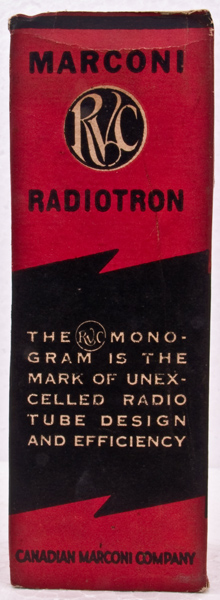 MARCONI
RVC
RADIOTRON
THE RVC MONO-
GRAM IS THE
MARK OF UNEX-
CELLED RADIO
TUBE DESIGN
AND EFFICIENCY
CANADIAN MARCONI COMPANY